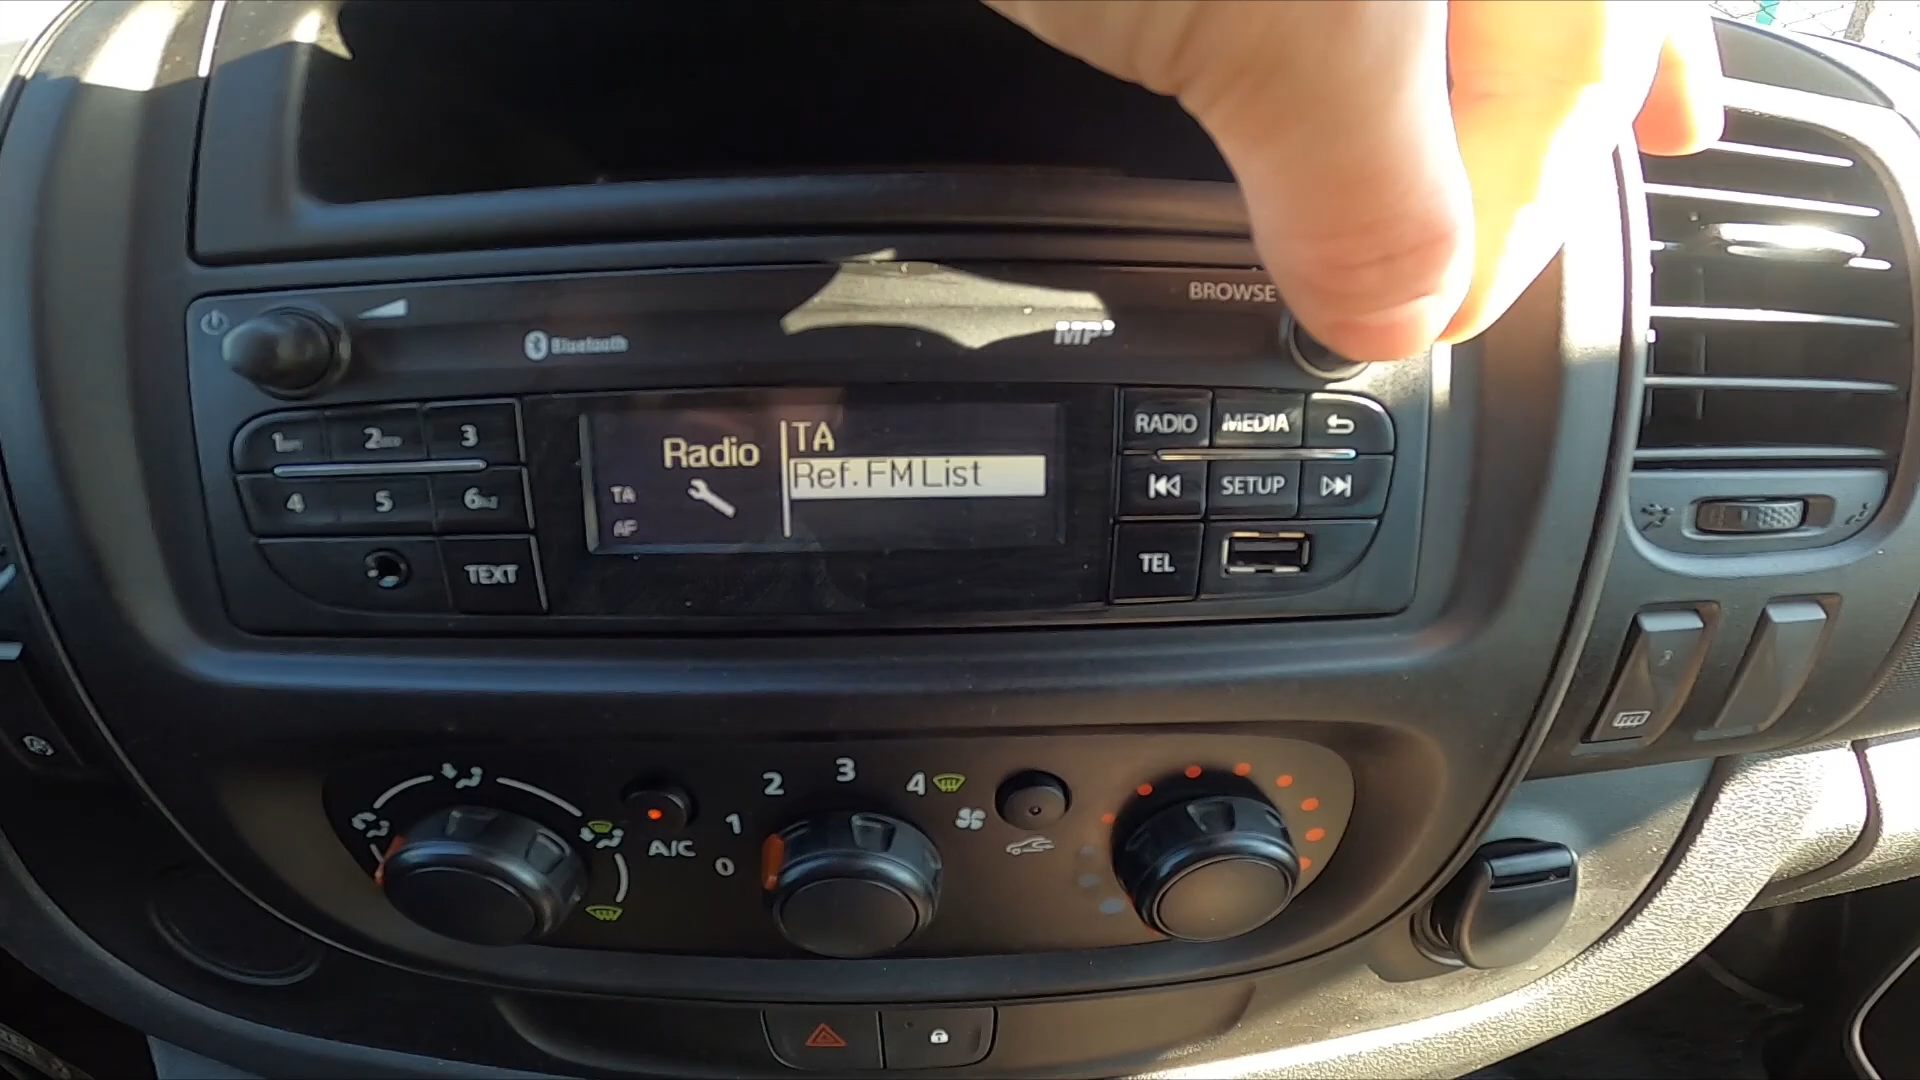 BROWSE
Bluetooth
MP3
1
2
3
4
5
6
TEXT
Radio
TA
AF
TA
Ref. FM List
RADIO
MEDIA
SETUP
TEL
0
1
2
3
4
A/C